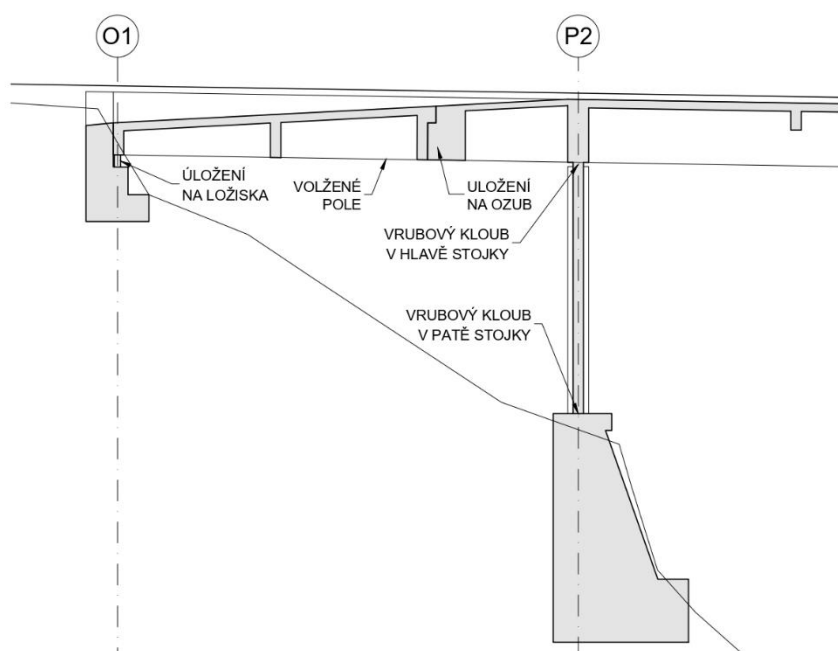 O1
P2
ÚLOŽENÍ
NA LOŽISKA
VOLŽENÉ
POLE
ULOŽENÍ
NA OZUB
VRUBOVÝ KLOUB
V HLAVĚ STOJKY
VRUBOVÝ KLOUB
V PATĚ STOJKY